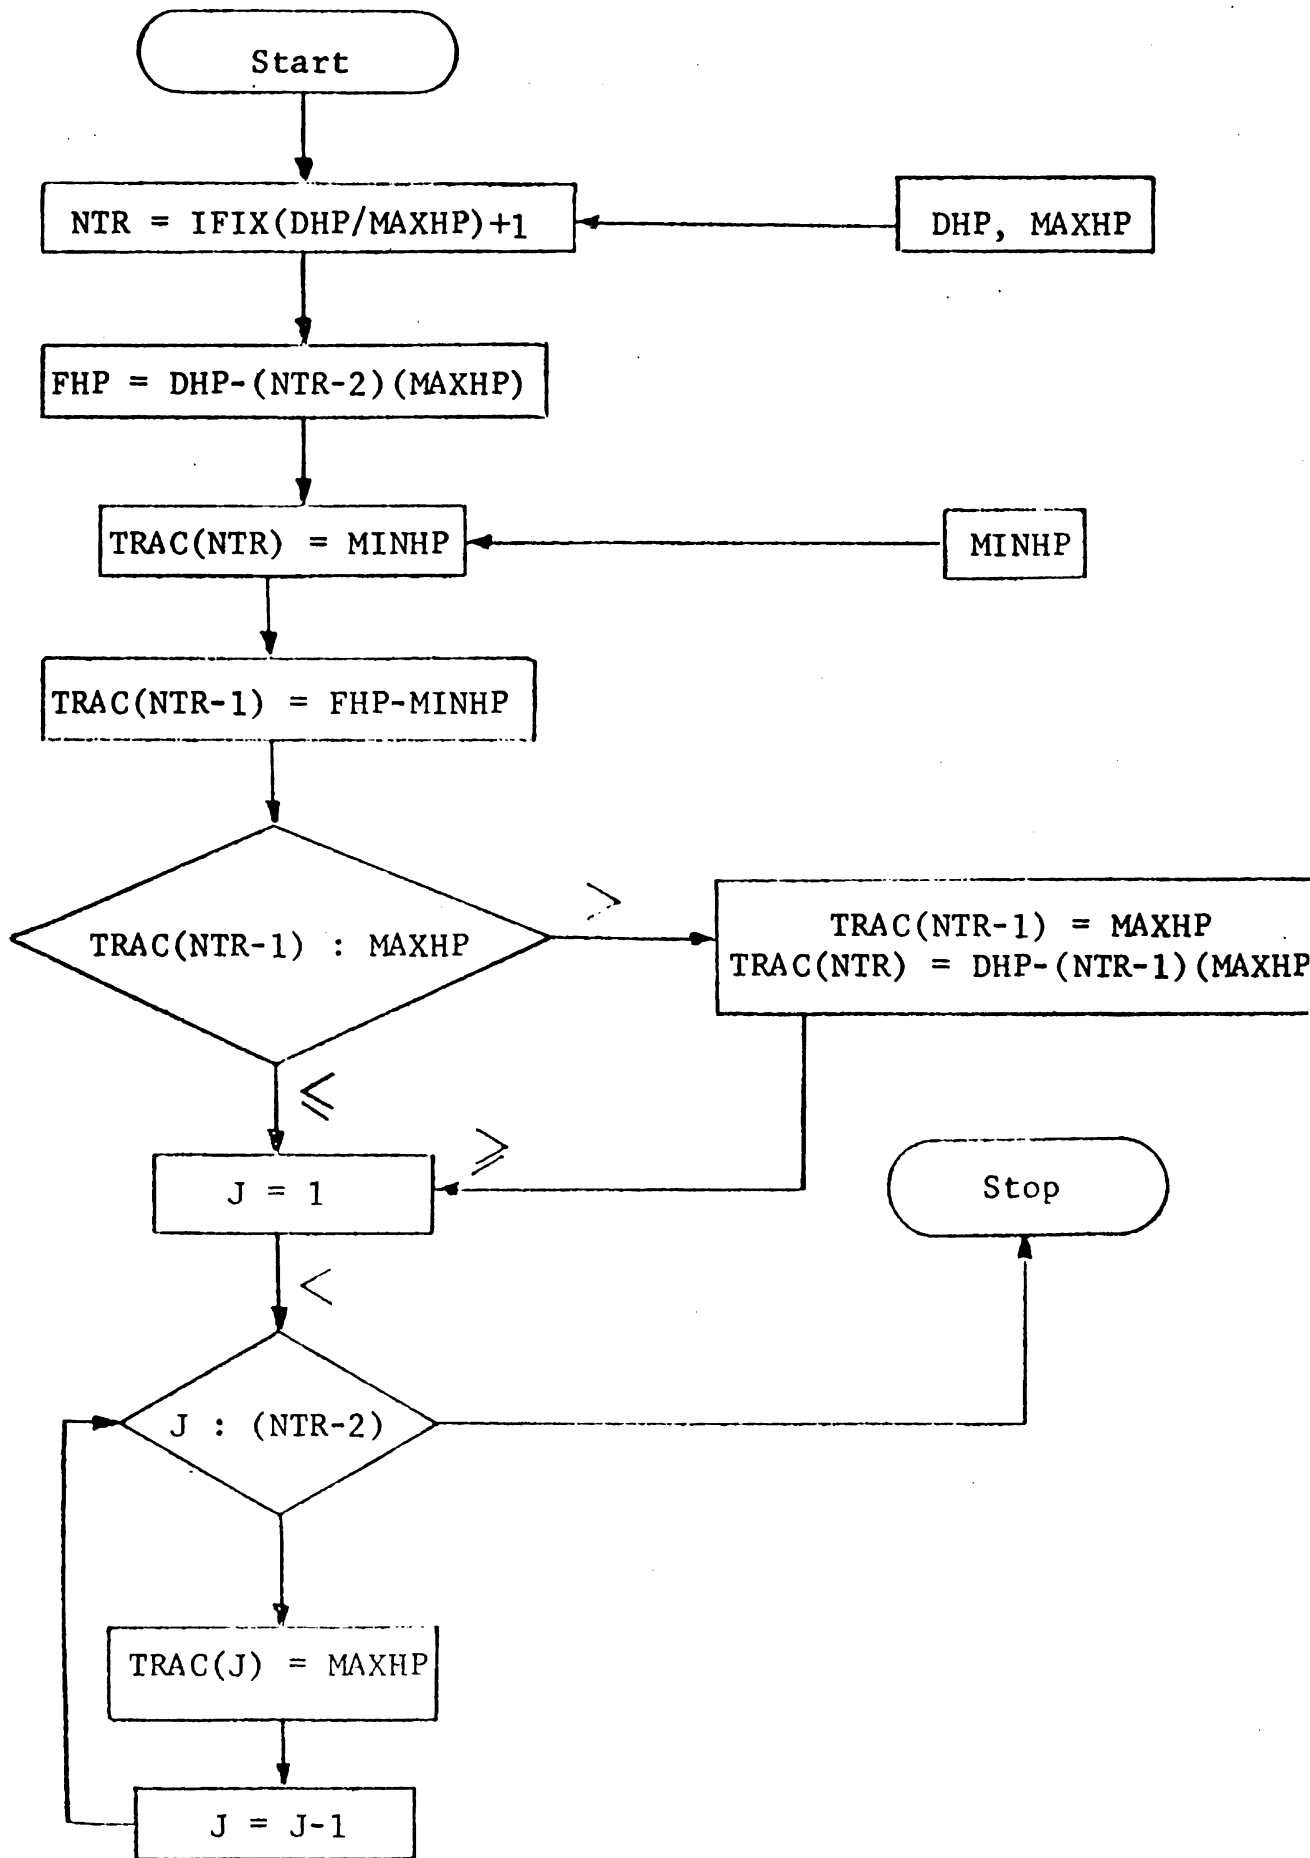 Start
NTR = IFIX(DHP/MAXHP)+1
DHP, MAXHP
FHP = DHP-(NTR-2)(MAXHP)
TRAC(NTR) = MINHP
MINHP
TRAC(NTR-1) = FHP-MINHP
>
TRAC(NTR-1) : MAXHP
TRAC(NTR-1) = MAXHP
TRAC(NTR) = DHP-(NTR-1)(MAXHP
≤
≥
J = 1
Stop
<
J : (NTR-2)
TRAC(J) = MAXHP
J = J-1